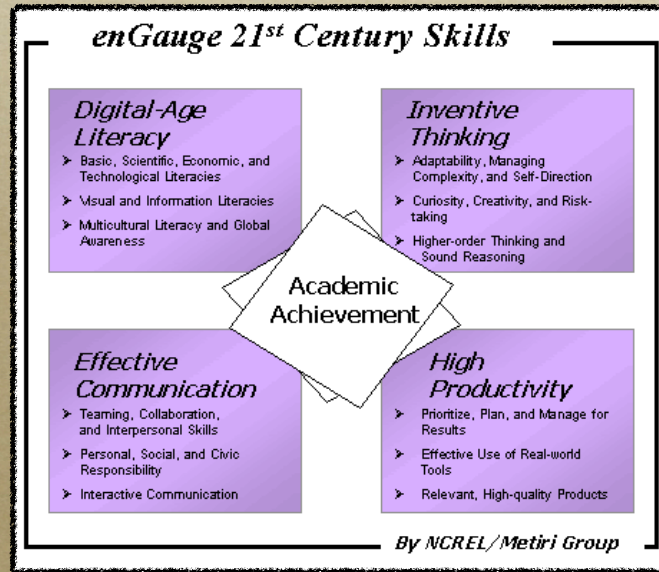 enGauge 21st Century Skills
Digital-Age
Literacy
➤ Basic, Scientific, Economic, and
Technological Literacies
➤ Visual and Information Literacies
➤ Multicultural Literacy and Global
Awareness
Inventive
Thinking
➤ Adaptability, Managing
Complexity, and Self-Direction
➤ Curiosity, Creativity, and Risk-
taking
➤ Higher-order Thinking and
Sound Reasoning
Academic
Achievement
Effective
Communication
➤ Teaming, Collaboration,
and Interpersonal Skills
➤ Personal, Social, and Civic
Responsibility
➤ Interactive Communication
High
Productivity
➤ Prioritize, Plan, and Manage for
Results
➤ Effective Use of Real-world
Tools
➤ Relevant, High-quality Products
By NCREL/Metiri Group